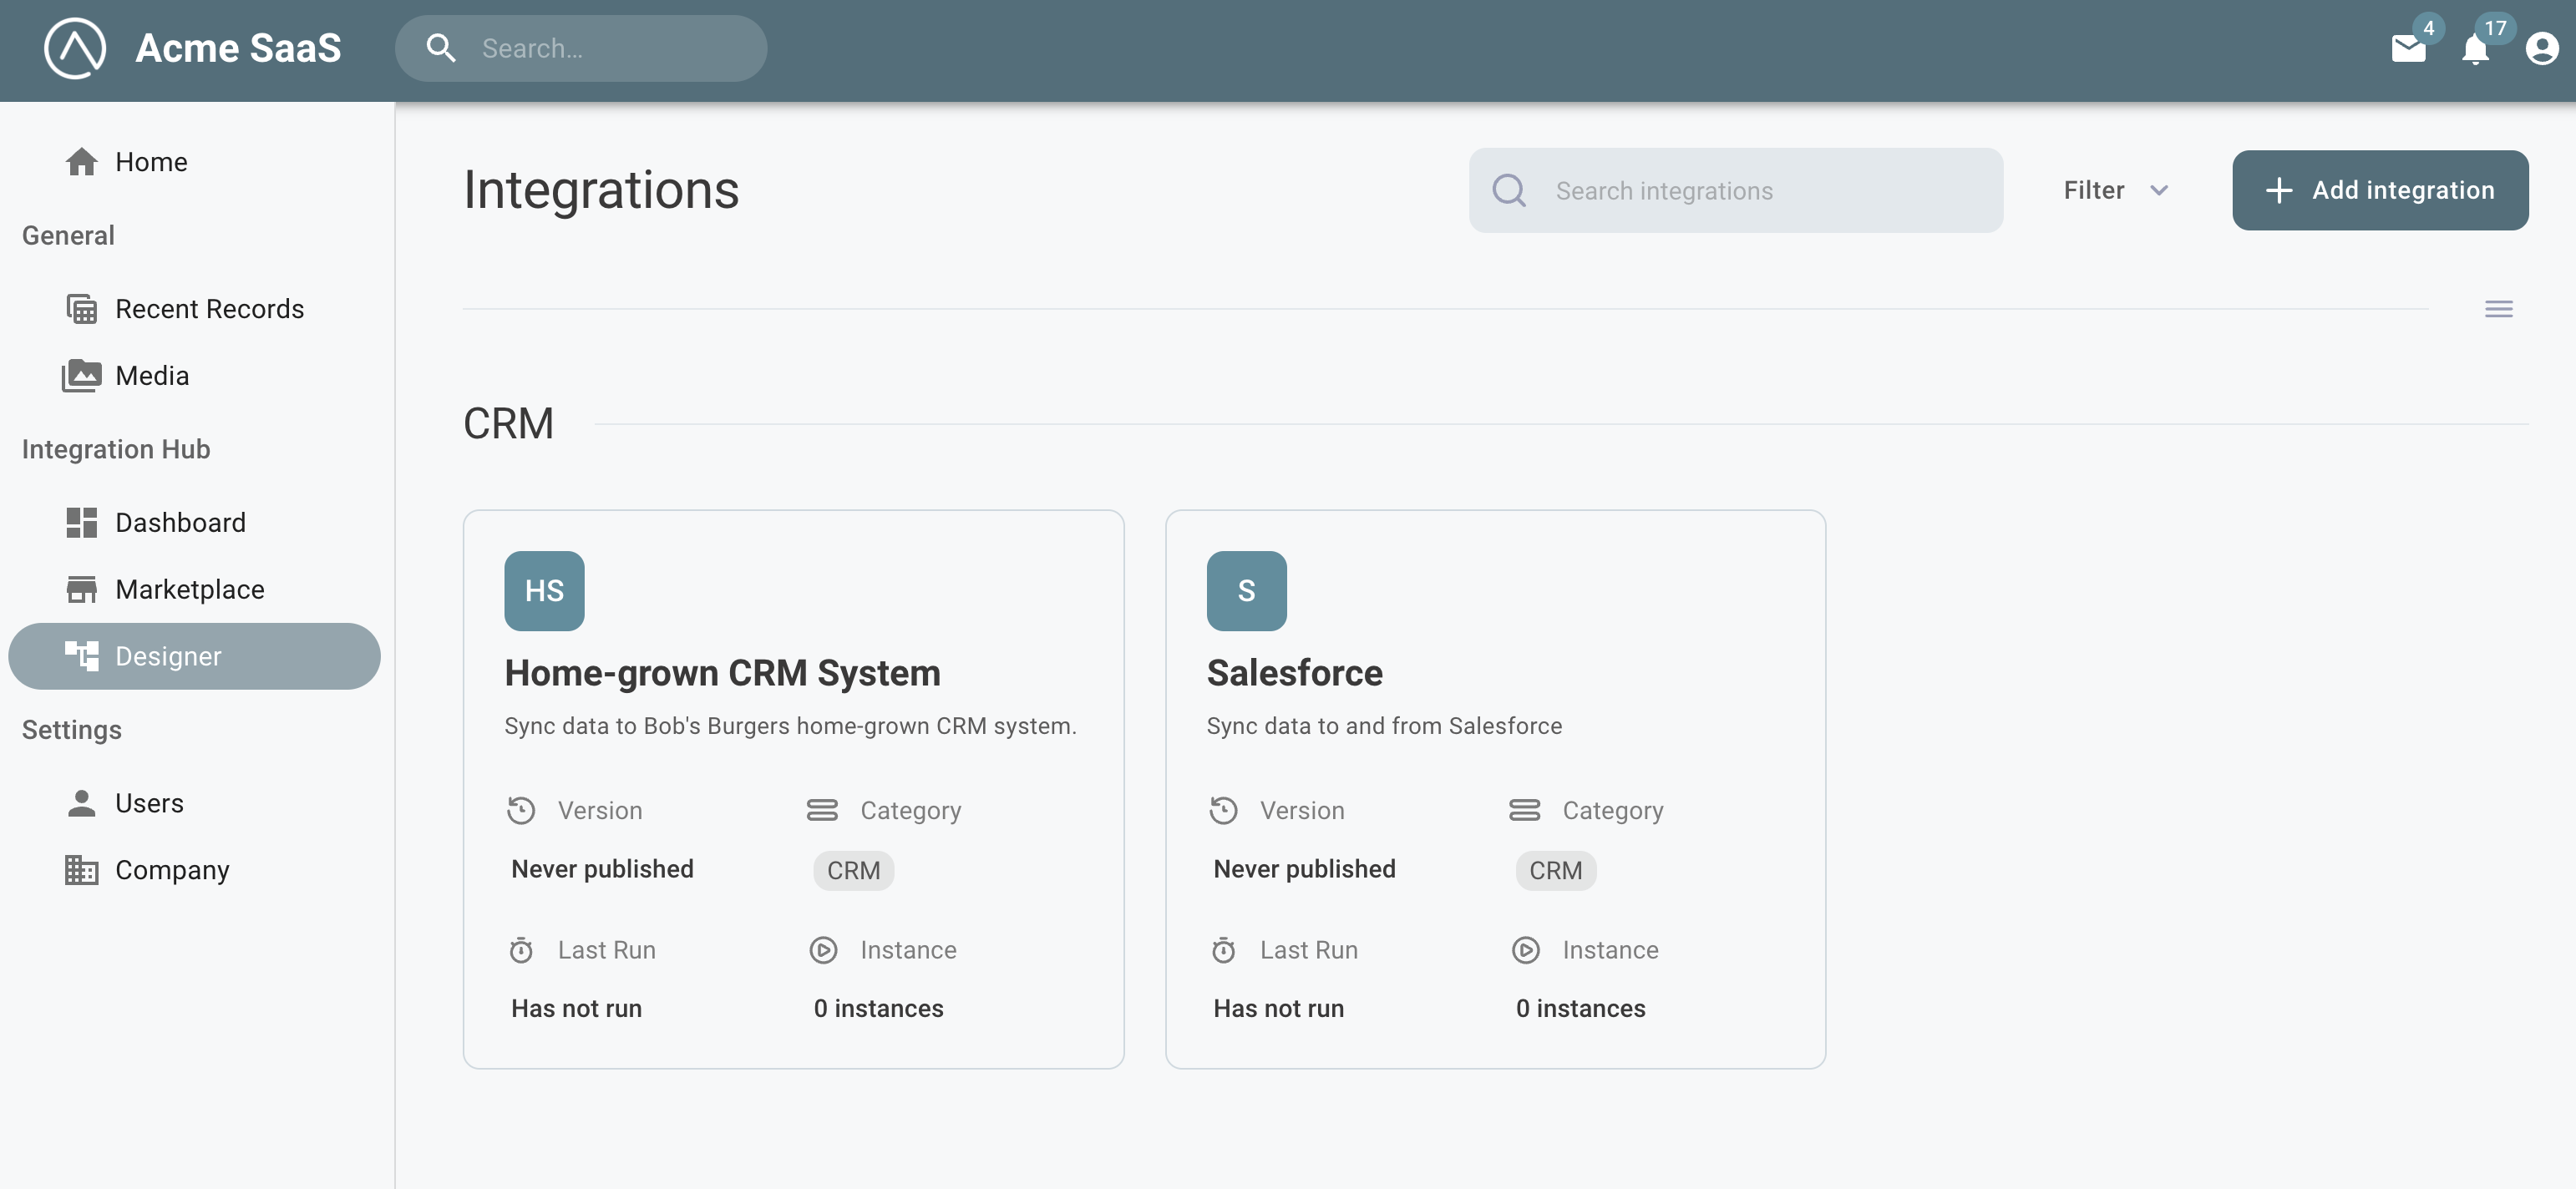 Acme SaaS
Search...
4
17
Home
General
Recent Records
Media
Integration Hub
Dashboard
Marketplace
Designer
Settings
Users
Company
Integrations
Search integrations
Filter
Add integration
CRM
HS
Home-grown CRM System
Sync data to Bob's Burgers home-grown CRM system.
Version
Category
Never published
CRM
Last Run
Instance
Has not run
0 instances
S
Salesforce
Sync data to and from Salesforce
Version
Category
Never published
CRM
Last Run
Instance
Has not run
0 instances